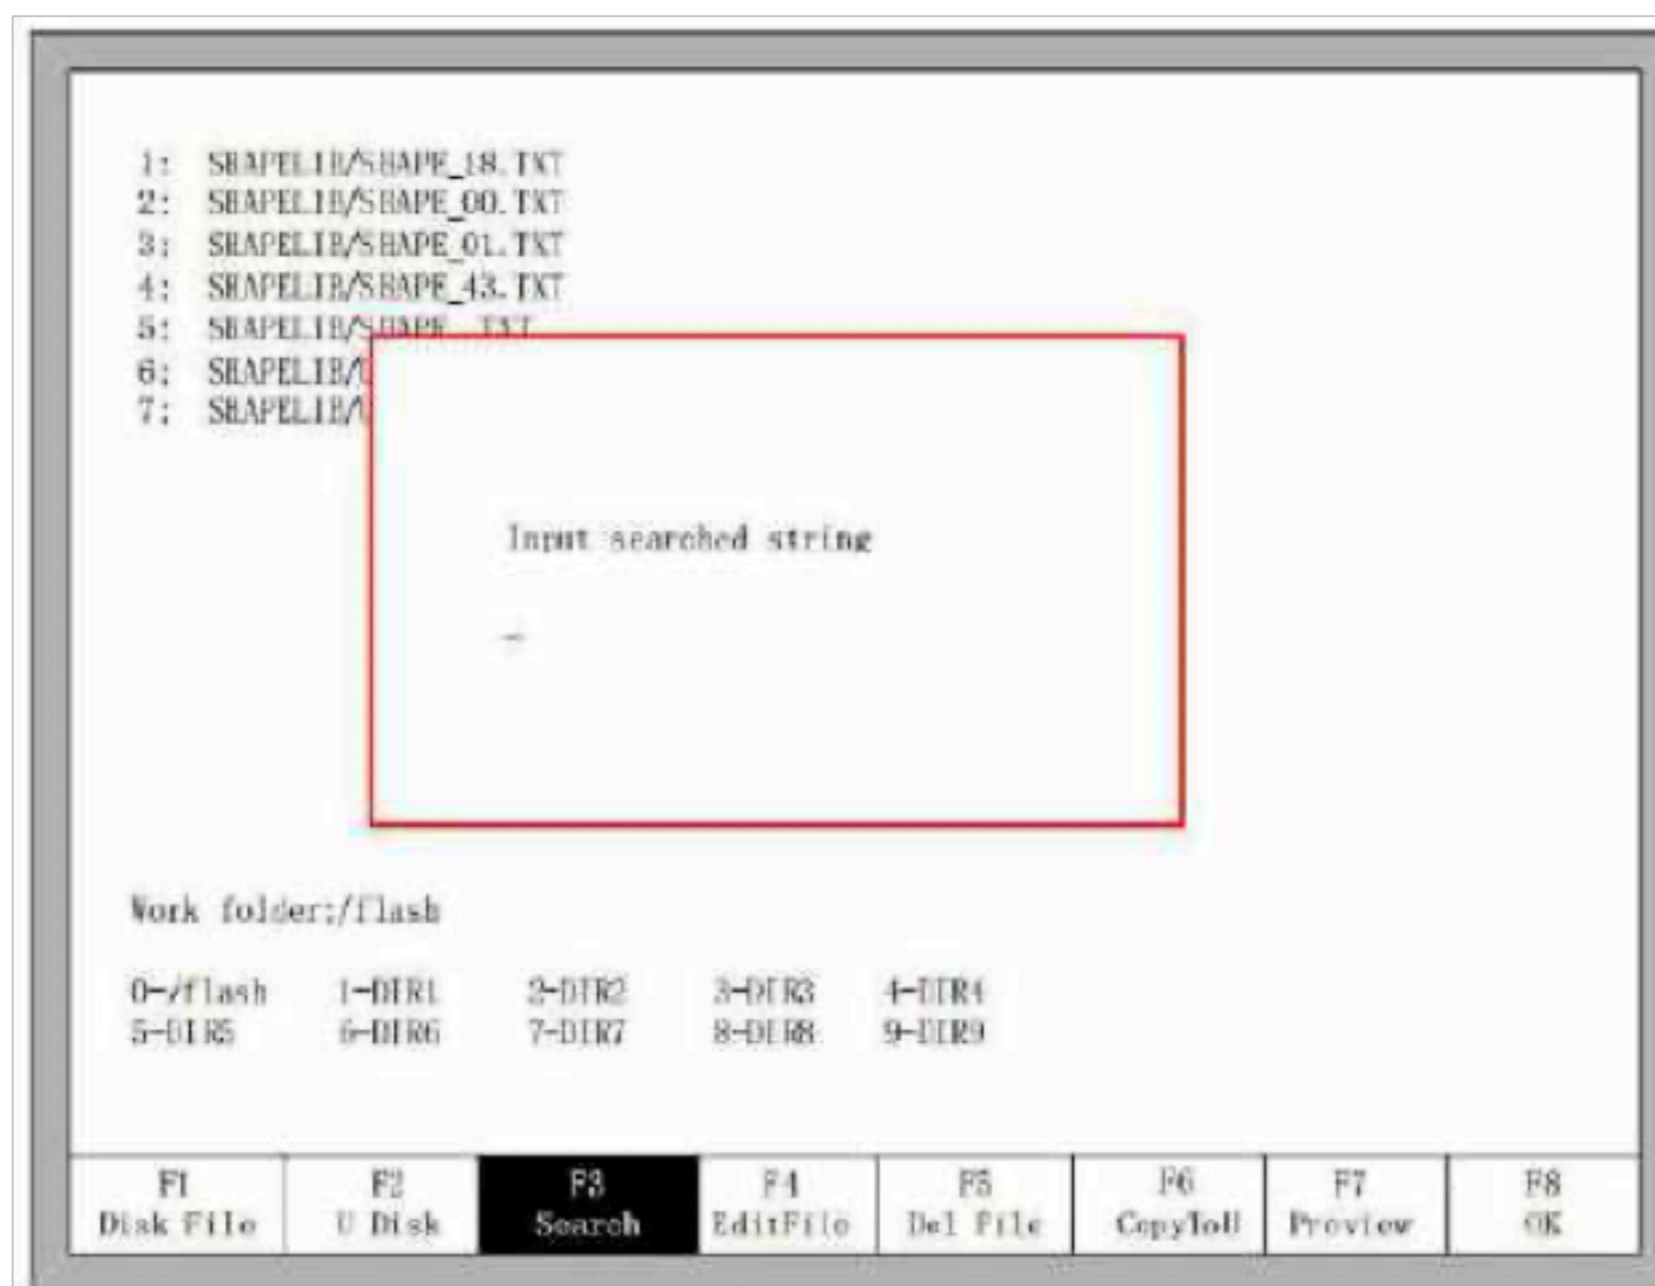 1: SHAPELIB/SHAPE_18.TXT
2: SHAPELIB/SHAPE_00.TXT
3: SHAPELIB/SHAPE_01.TXT
4: SHAPELIB/SHAPE_43.TXT
5: SHAPELIB/SHAPE .TXT
6: SHAPELIB/
7: SHAPELIB/
Input searched string
Work folder:/flash
0-/flash 1-DIR1 2-DIR2 3-DIR3 4-DIR4
5-DIR5 6-DIR6 7-DIR7 8-DIR8 9-DIR9
F1 F2 F3 F4 F5 F6 F7 F8
Disk File U Disk Search EditFile Del File CopyToU Preview OK